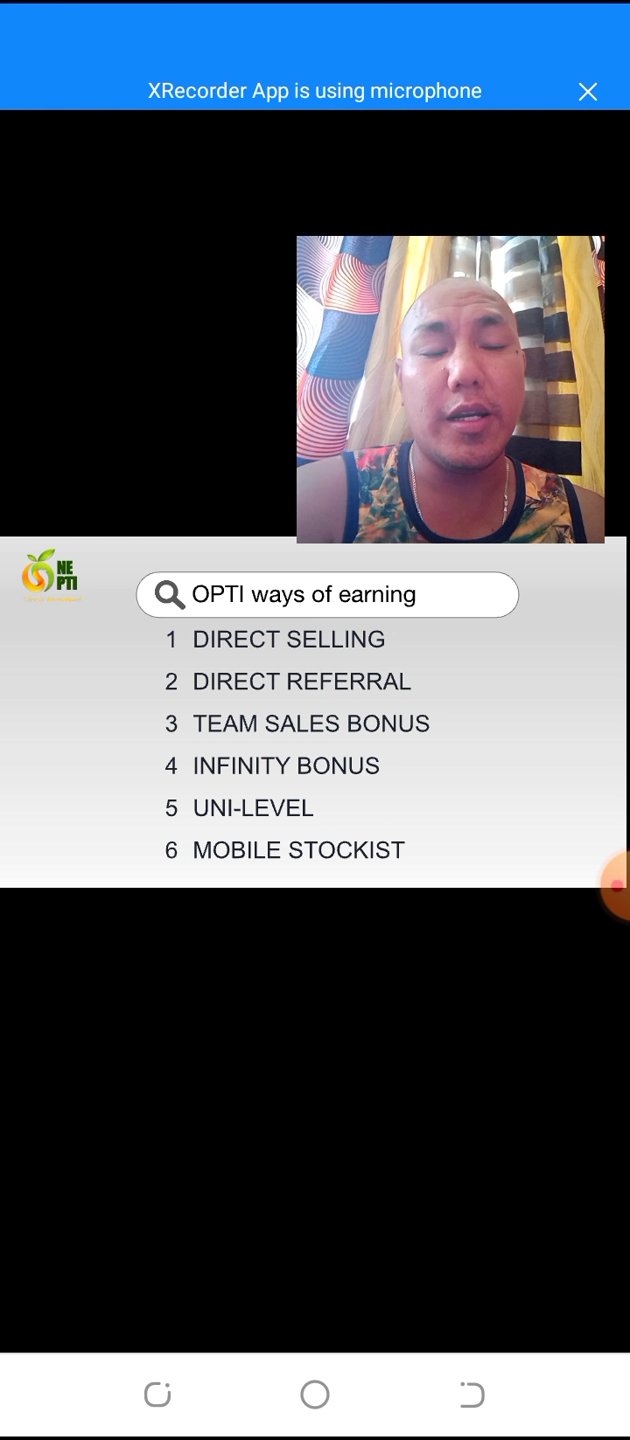 XRecorder App is using microphone
NE
PTI
OPTI ways of earning
1 DIRECT SELLING
2 DIRECT REFERRAL
3 TEAM SALES BONUS
4 INFINITY BONUS
5 UNI-LEVEL
6 MOBILE STOCKIST